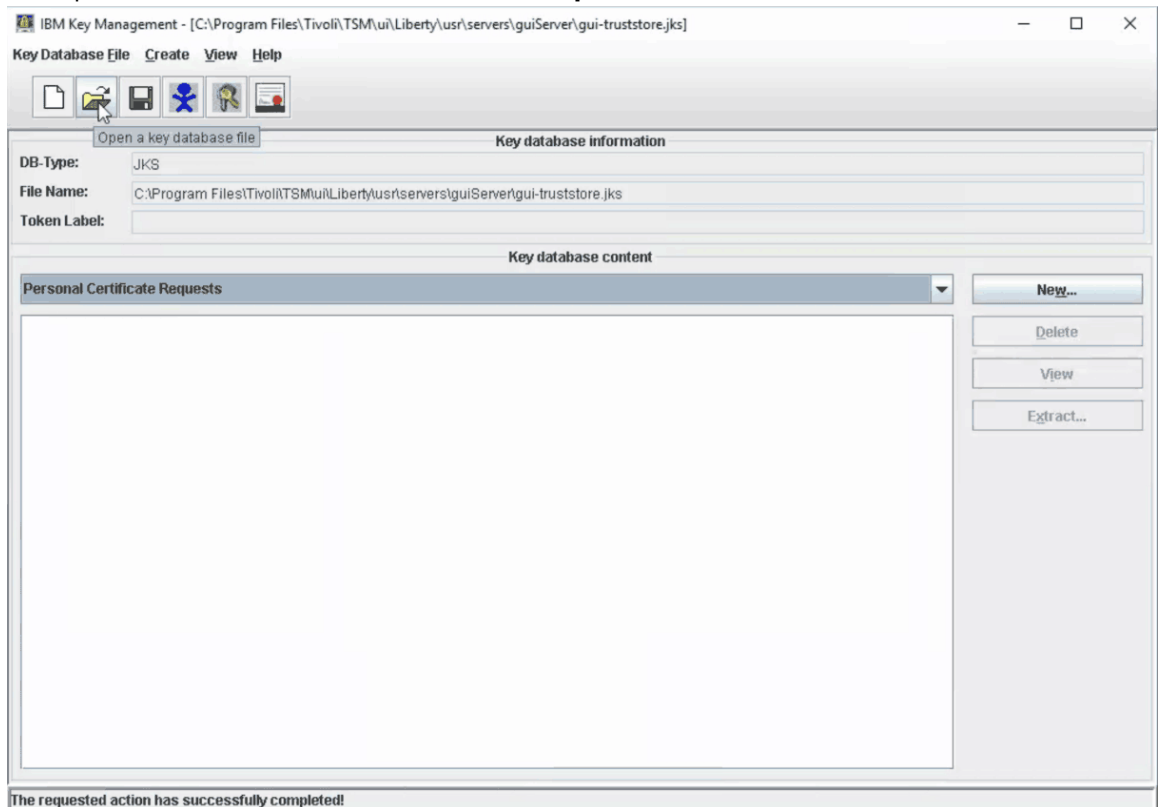 IBM Key Management - [C:\Program Files\Tivoli\TSM\ui\Liberty\usr\servers\guiServer\gui-truststore.jks]
Key Database File Create View Help
Open a key database file
Key database information
DB-Type: JKS
File Name: C:\Program Files\Tivoli\TSM\ui\Liberty\usr\servers\guiServer\gui-truststore.jks
Token Label:
Key database content
Personal Certificate Requests
New...
Delete
View
Extract...
The requested action has successfully completed!